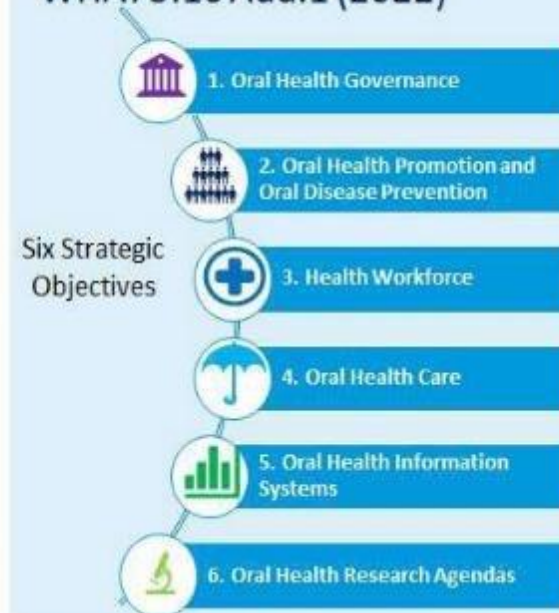 1. Oral Health Governance
2. Oral Health Promotion and
Oral Disease Prevention
Six Strategic
Objectives
3. Health Workforce
4. Oral Health Care
5. Oral Health Information
Systems
6. Oral Health Research Agendas